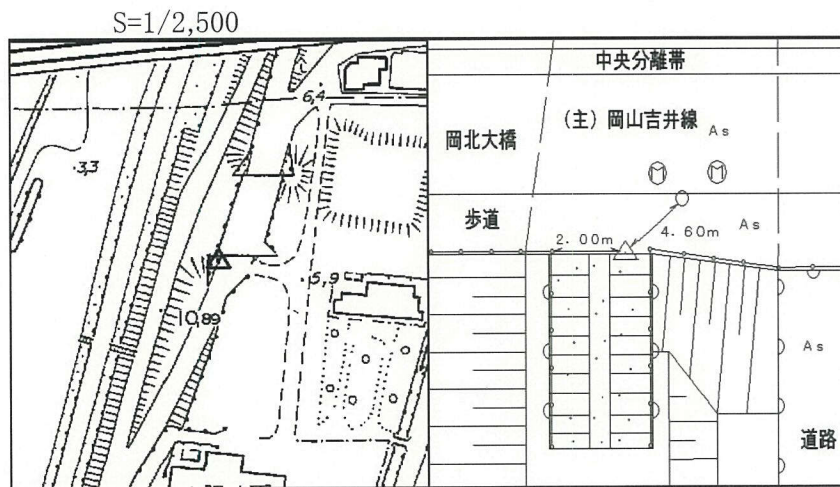 S=1/2,500
6,4
.3,3
5,9
10,89
中央分離帯
(主) 岡山吉井線
As
岡北大橋
M
M
歩道
2.00m
4.60m
As
As
道路